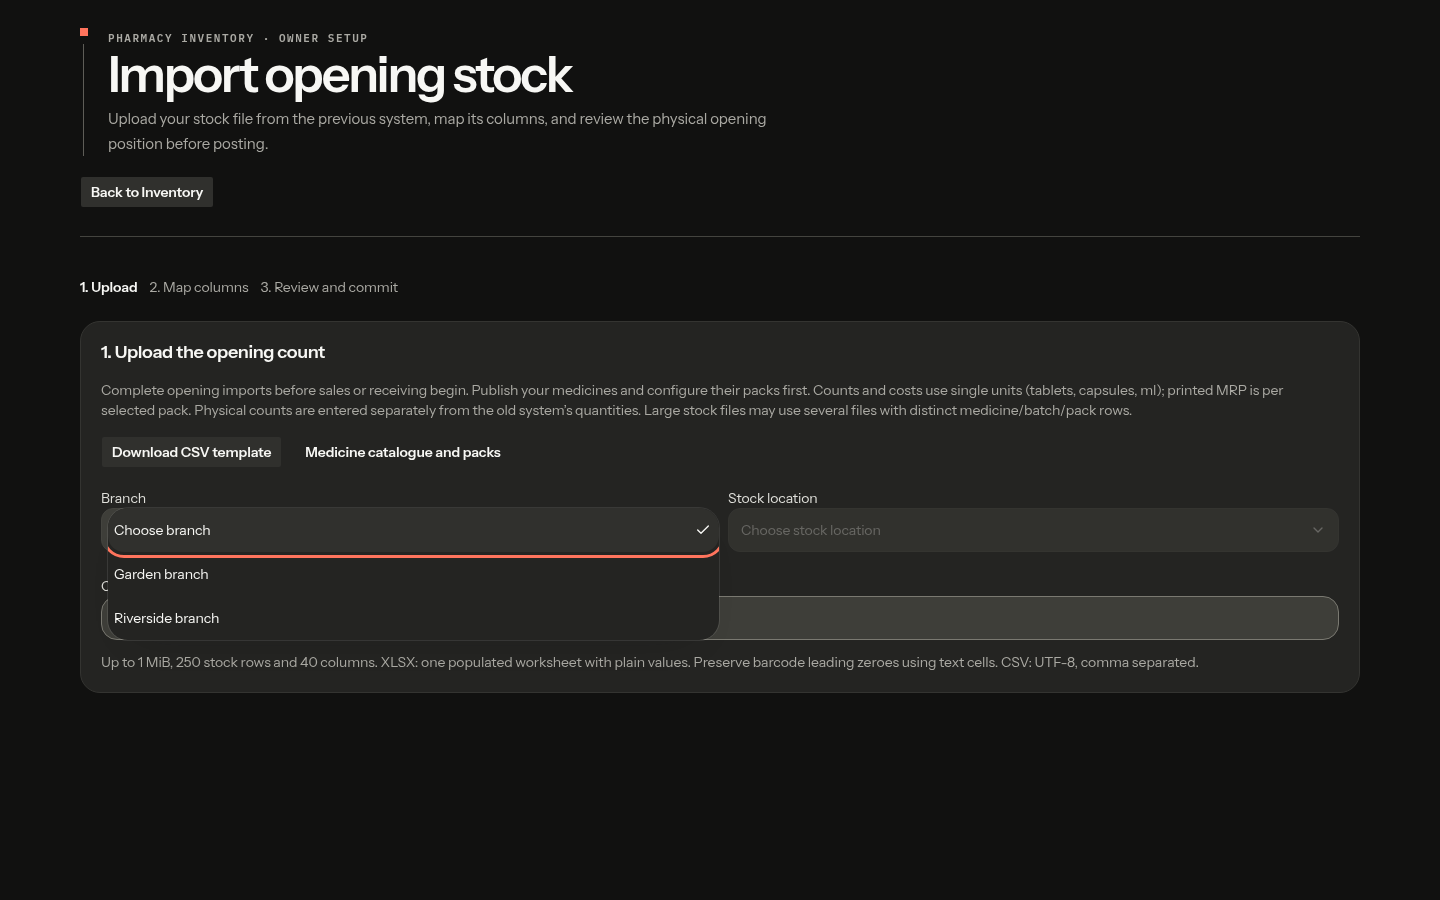 PHARMACY INVENTORY · OWNER SETUP
Import opening stock
Upload your stock file from the previous system, map its columns, and review the physical opening
position before posting.
Back to Inventory
1. Upload 2. Map columns 3. Review and commit
1. Upload the opening count
Complete opening imports before sales or receiving begin. Publish your medicines and configure their packs first. Counts and costs use single units (tablets, capsules, ml); printed MRP is per
selected pack. Physical counts are entered separately from the old system's quantities. Large stock files may use several files with distinct medicine/batch/pack rows.
Download CSV template Medicine catalogue and packs
Branch Stock location
Choose branch Choose stock location
Garden branch
Riverside branch
Up to 1 MiB, 250 stock rows and 40 columns. XLSX: one populated worksheet with plain values. Preserve barcode leading zeroes using text cells. CSV: UTF-8, comma separated.